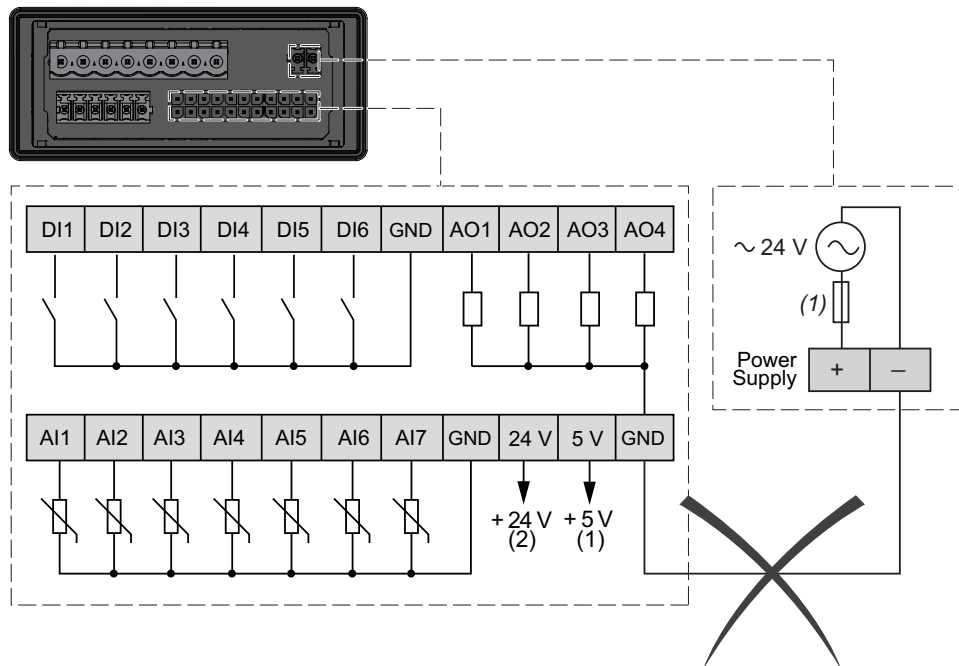 DI1 DI2 DI3 DI4 DI5 DI6 GND AO1 AO2 AO3 AO4
~ 24 V
(1)
Power
Supply
+ –
AI1 AI2 AI3 AI4 AI5 AI6 AI7 GND 24 V 5 V GND
+ 24 V + 5 V
(2) (1)